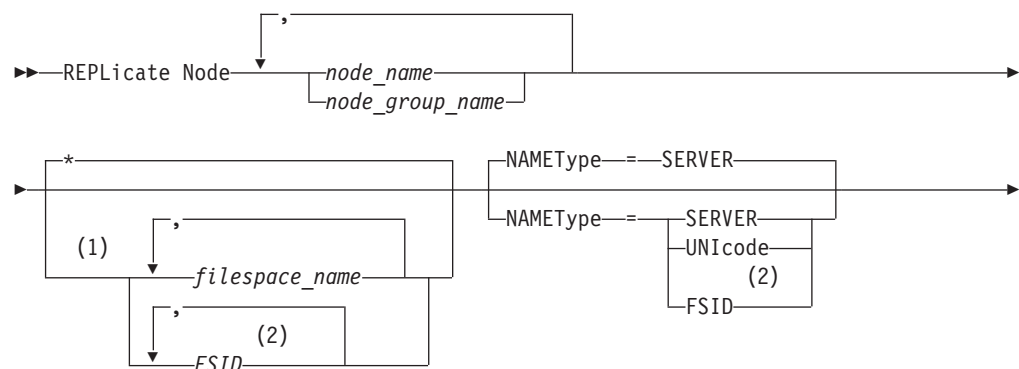 ,
REPLicate Node node_name
node_group_name
* NAMEType = SERVER
(1) , NAMEType = SERVER
filespace_name UNIcode
, (2) (2)
FSID FSID